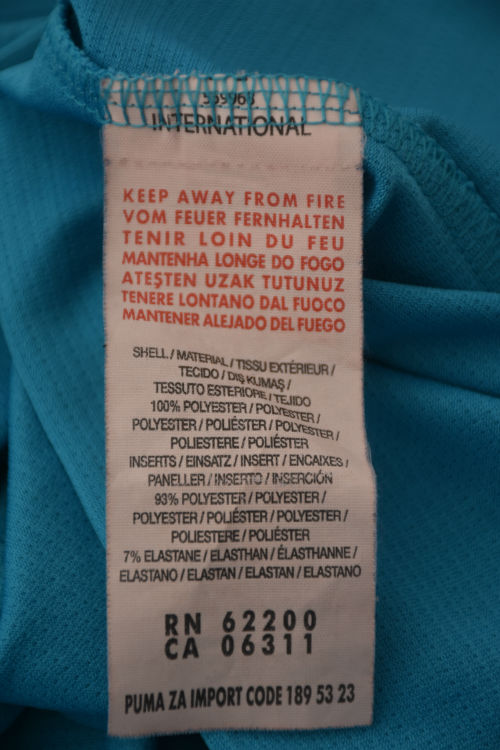 INTERNATIONAL
KEEP AWAY FROM FIRE
VOM FEUER FERNHALTEN
TENIR LOIN DU FEU
MANTENHA LONGE DO FOGO
ATEŞTEN UZAK TUTUNUZ
TENERE LONTANO DAL FUOCO
MANTENER ALEJADO DEL FUEGO
SHELL / MATERIAL / TISSU EXTÉRIEUR /
TECIDO / DIŞ KUMAŞ /
TESSUTO ESTERIORE / TEJIDO
100% POLYESTER / POLYESTER /
POLYESTER / POLIÉSTER / POLYESTER /
POLIESTERE / POLIÉSTER
INSERTS / EINSATZ / INSERT / ENCAIXES /
PANELLER / INSERTO / INSERCIÓN
93% POLYESTER / POLYESTER /
POLYESTER / POLIÉSTER / POLYESTER /
POLIESTERE / POLIÉSTER
7% ELASTANE / ELASTHAN / ÉLASTHANNE /
ELASTANO / ELASTAN / ELASTAN / ELASTANO
RN 62200
CA 06311
PUMA ZA IMPORT CODE 189 53 23